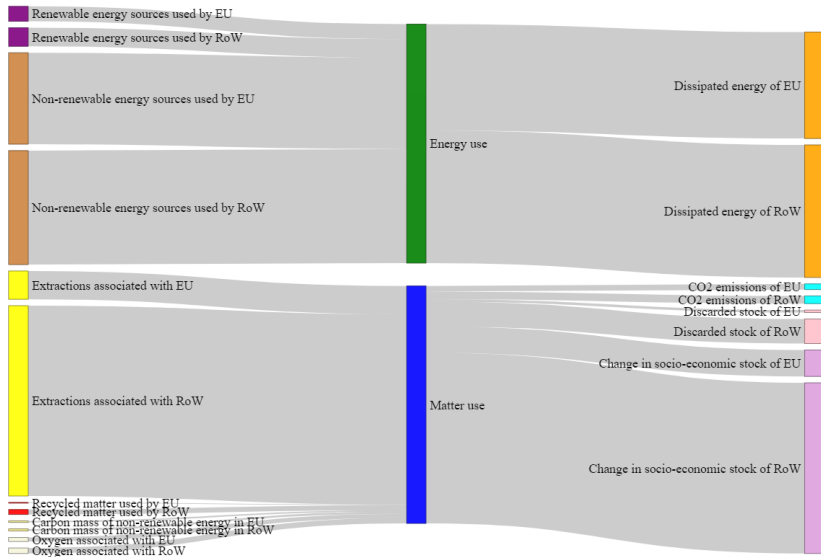 Renewable energy sources used by EU
Renewable energy sources used by RoW
Non-renewable energy sources used by EU
Non-renewable energy sources used by RoW
Extractions associated with EU
Extractions associated with RoW
Recycled matter used by EU
Recycled matter used by RoW
Carbon mass of non-renewable energy in EU
Carbon mass of non-renewable energy in RoW
Oxygen associated with EU
Oxygen associated with RoW
Energy use
Matter use
Dissipated energy of EU
Dissipated energy of RoW
CO2 emissions of EU
CO2 emissions of RoW
Discarded stock of EU
Discarded stock of RoW
Change in socio-economic stock of EU
Change in socio-economic stock of RoW